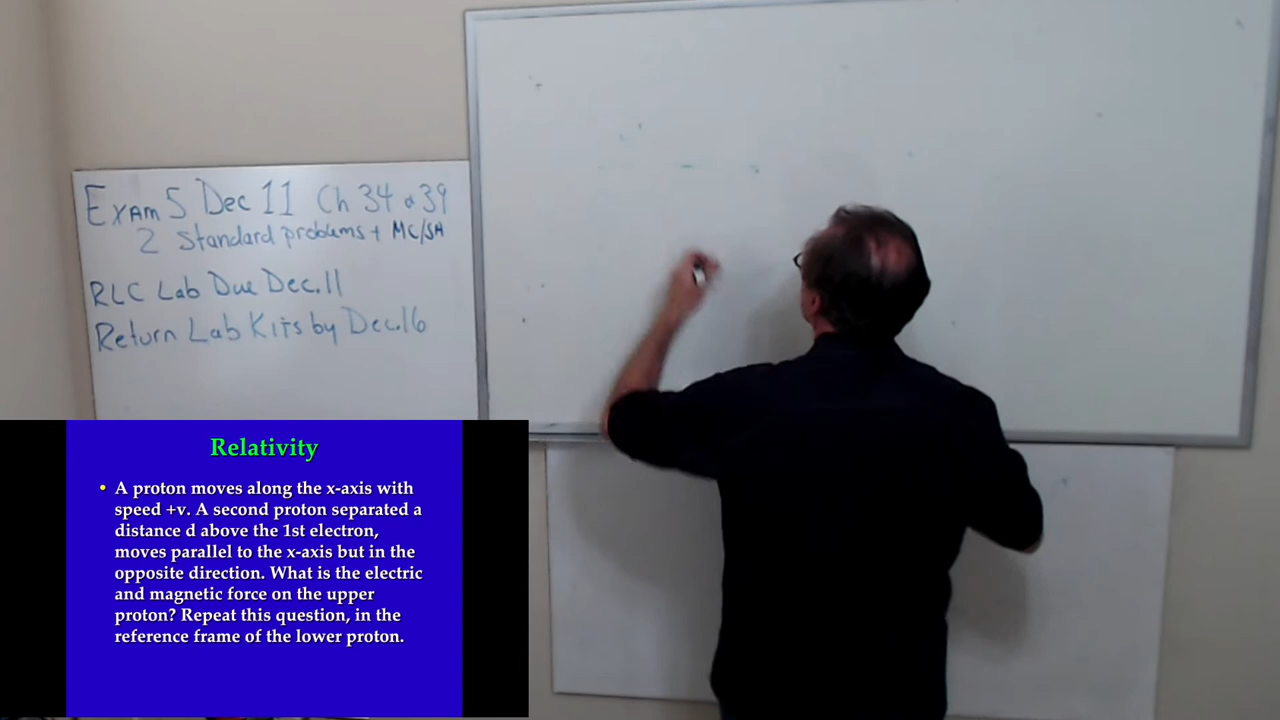 Exam 5 Dec 11 Ch 34 & 39
2 Standard problems + MC/SA
RLC Lab Due Dec. 11
Return Lab Kits by Dec. 16
Relativity
• A proton moves along the x-axis with
speed +v. A second proton separated a
distance d above the 1st electron,
moves parallel to the x-axis but in the
opposite direction. What is the electric
and magnetic force on the upper
proton? Repeat this question, in the
reference frame of the lower proton.